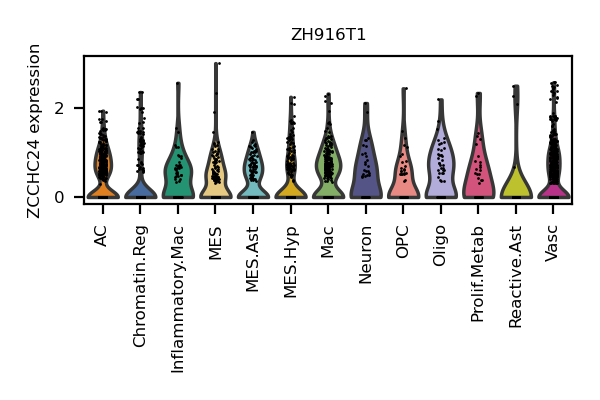 ZH916T1
ZCCHC24 expression
2
0
AC
Chromatin.Reg
Inflammatory.Mac
MES
MES.Ast
MES.Hyp
Mac
Neuron
OPC
Oligo
Prolif.Metab
Reactive.Ast
Vasc